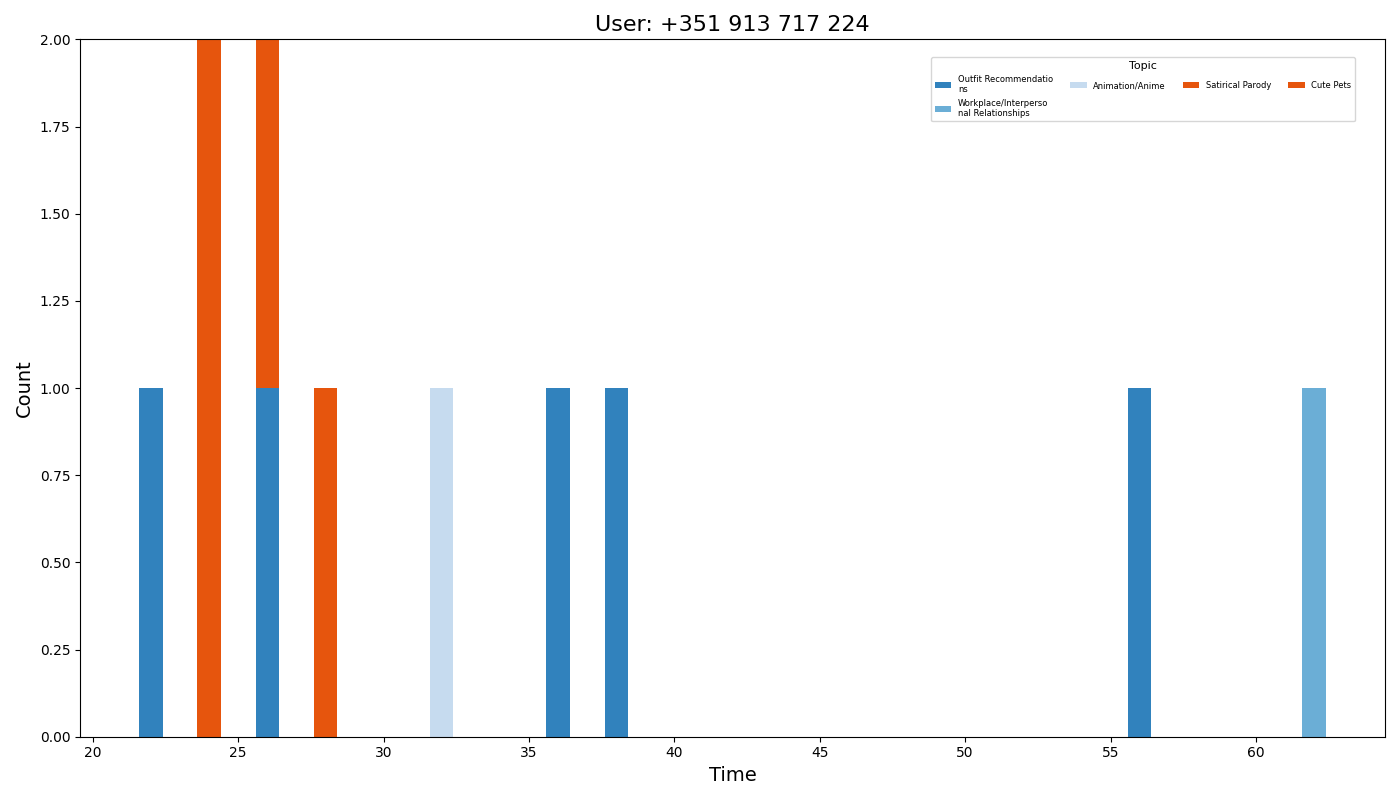 User: +351 913 717 224
2.00
1.75
1.50
1.25
1.00
0.75
0.50
0.25
0.00
Count
Topic
Outfit Recommendatio
ns
Workplace/Interperso
nal Relationships
Animation/Anime
Satirical Parody
Cute Pets
20 25 30 35 40 45 50 55 60
Time